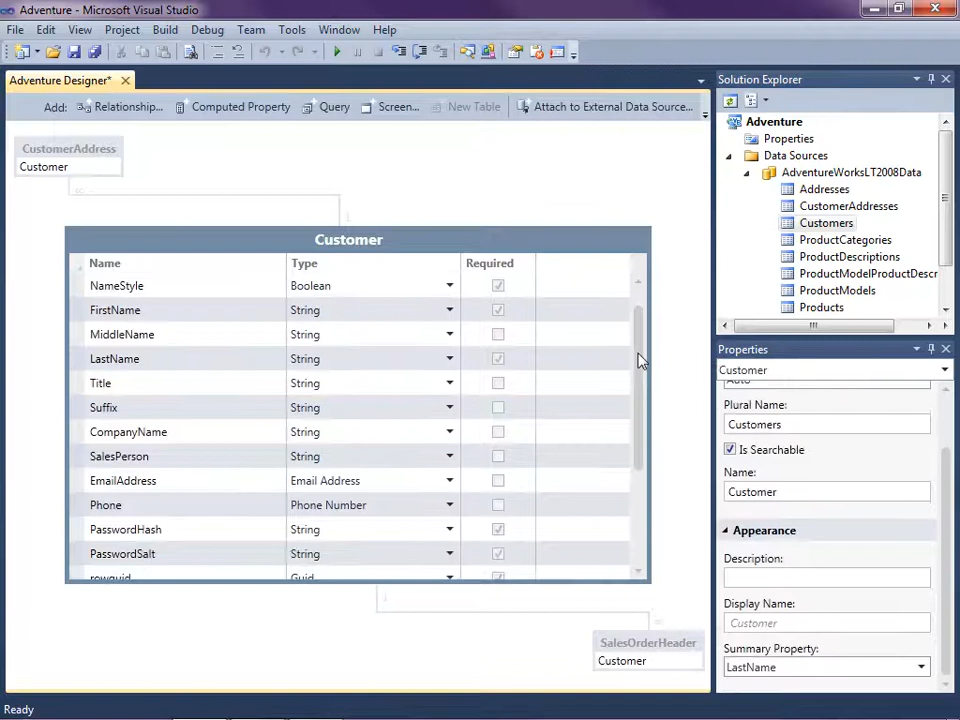 Adventure - Microsoft Visual Studio
File Edit View Project Build Debug Team Tools Window Help
Adventure Designer*
Add: Relationship... Computed Property Query Screen... New Table Attach to External Data Source...
CustomerAddress
Customer
1
Customer
Name Type Required
NameStyle Boolean
FirstName String
MiddleName String
LastName String
Title String
Suffix String
CompanyName String
SalesPerson String
EmailAddress Email Address
Phone Phone Number
PasswordHash String
PasswordSalt String
rowguid Guid
1
∞
SalesOrderHeader
Customer
Solution Explorer
Adventure
Properties
Data Sources
AdventureWorksLT2008Data
Addresses
CustomerAddresses
Customers
ProductCategories
ProductDescriptions
ProductModelProductDescr
ProductModels
Products
Properties
Customer
Auto
Plural Name:
Customers
Is Searchable
Name:
Customer
Appearance
Description:
Display Name:
Customer
Summary Property:
LastName
Ready